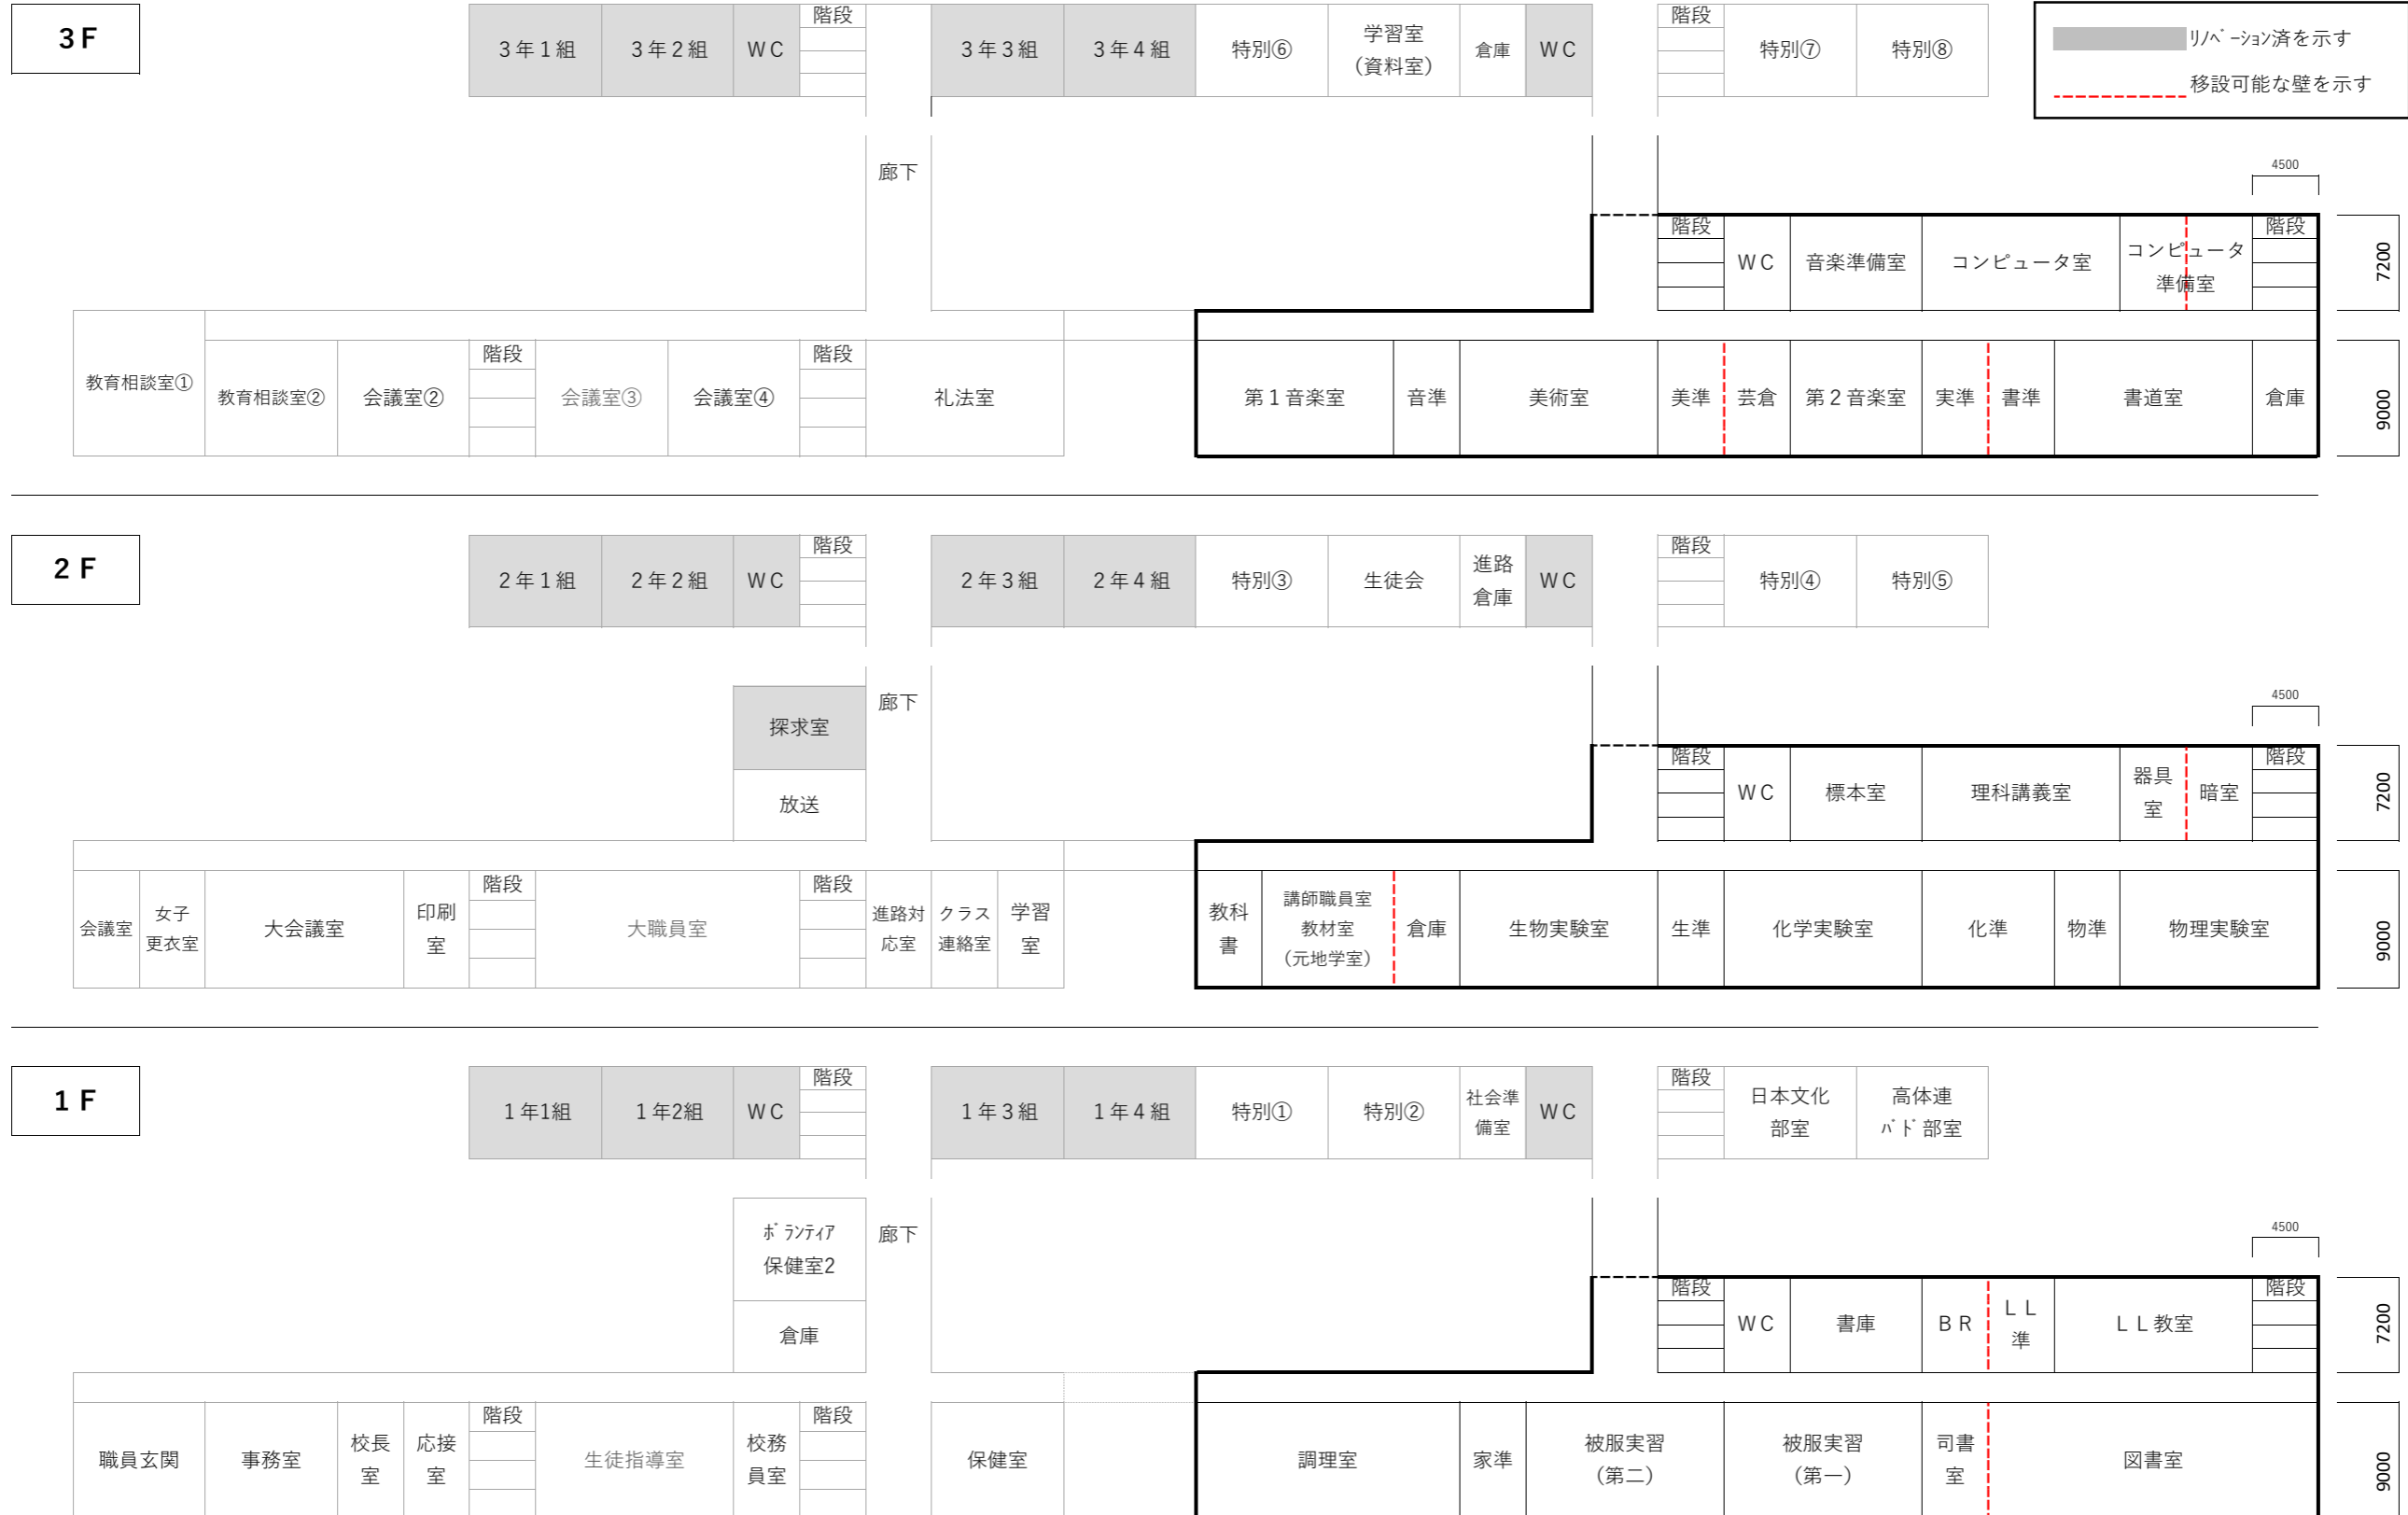 ３F
階段
３年１組 ３年２組 WC
３年３組 ３年４組 特別⑥
学習室
（資料室）
倉庫 WC
階段
特別⑦ 特別⑧
ﾘﾉﾍﾞｰｼｮﾝ済を示す
移設可能な壁を示す
廊下
4500
階段
WC 音楽準備室 コンピュータ室
コンピュータ
準備室
階段
7200
教育相談室① 教育相談室② 会議室②
階段
会議室③ 会議室④
階段
礼法室
第１音楽室 音準 美術室 美準 芸倉 第２音楽室 実準 書準 書道室 倉庫
9000
２F
２年１組 ２年２組 WC
階段
２年３組 ２年４組 特別③ 生徒会
進路
倉庫
WC
階段
特別④ 特別⑤
探求室
放送
廊下
4500
階段
WC 標本室 理科講義室
器具
室
暗室
階段
7200
会議室
女子
更衣室
大会議室
印刷
室
階段
大職員室
階段
進路対
応室
クラス
連絡室
学習
室
教科
書
講師職員室
教材室
（元地学室）
倉庫 生物実験室 生準 化学実験室 化準 物準 物理実験室
9000
１F
１年1組 １年2組 WC
階段
１年３組 １年４組 特別① 特別②
社会準
備室
WC
階段
日本文化
部室
高体連
ﾊﾞﾄﾞ部室
ﾎﾞﾗﾝﾃｨｱ
保健室2
倉庫
廊下
4500
階段
WC 書庫 BR
LL
準
LL教室
階段
7200
職員玄関 事務室
校長
室
応接
室
階段
生徒指導室
校務
員室
階段
保健室
調理室 家準
被服実習
（第二）
被服実習
（第一）
司書
室
図書室
9000